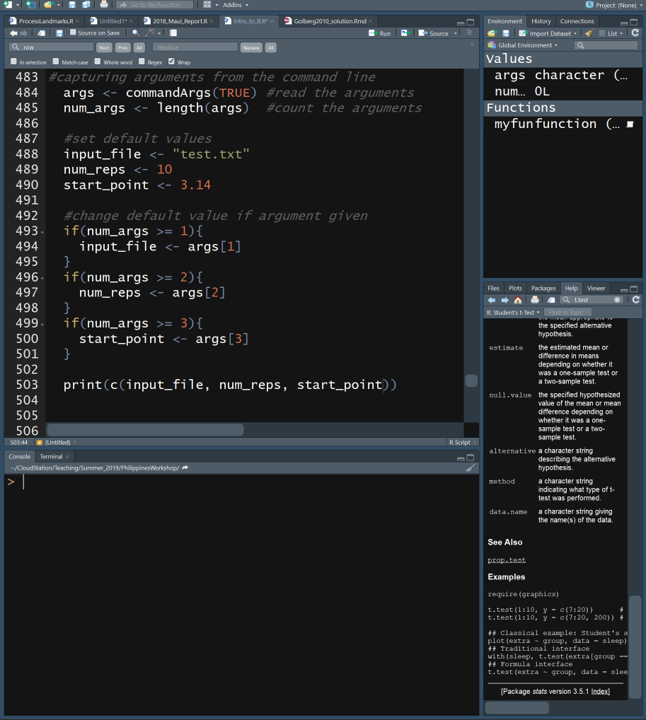 Go to file/function
Addins
Project: (None)
ProcessLandmarks.R
Untitled1*
2018_Maui_Report.R
Intro_to_R.R*
Golberg2010_solution.Rmd
Source on Save
Run
Source
row
Next
Prev
All
Replace
Replace
All
In selection
Match case
Whole word
Regex
Wrap
483 #capturing arguments from the command line
484 args <- commandArgs(TRUE) #read the arguments
485 num_args <- length(args) #count the arguments
486
487 #set default values
488 input_file <- "test.txt"
489 num_reps <- 10
490 start_point <- 3.14
491
492 #change default value if argument given
493 if(num_args >= 1){
494 input_file <- args[1]
495 }
496 if(num_args >= 2){
497 num_reps <- args[2]
498 }
499 if(num_args >= 3){
500 start_point <- args[3]
501 }
502
503 print(c(input_file, num_reps, start_point))
504
505
506
503:44
(Untitled)
R Script
Console
Terminal
~/CloudStation/Teaching/Summer_2019/PhilippinesWorkshop/
>
Environment
History
Connections
Import Dataset
List
Global Environment
Values
args character (…
num… 0L
Functions
myfunfunction (…
Files
Plots
Packages
Help
Viewer
t.test
R: Student's t-Test
Find in Topic
the specified alternative
hypothesis.
estimate the estimated mean or
difference in means
depending on whether it
was a one-sample test or
a two-sample test.
null.value the specified hypothesized
value of the mean or mean
difference depending on
whether it was a one-
sample test or a two-
sample test.
alternative a character string
describing the alternative
hypothesis.
method a character string
indicating what type of t-
test was performed.
data.name a character string giving
the name(s) of the data.
See Also
prop.test
Examples
require(graphics)
t.test(1:10, y = c(7:20)) #
t.test(1:10, y = c(7:20, 200)) #
## Classical example: Student's s
plot(extra ~ group, data = sleep)
## Traditional interface
with(sleep, t.test(extra[group ==
## Formula interface
t.test(extra ~ group, data = slee
[Package stats version 3.5.1 Index]